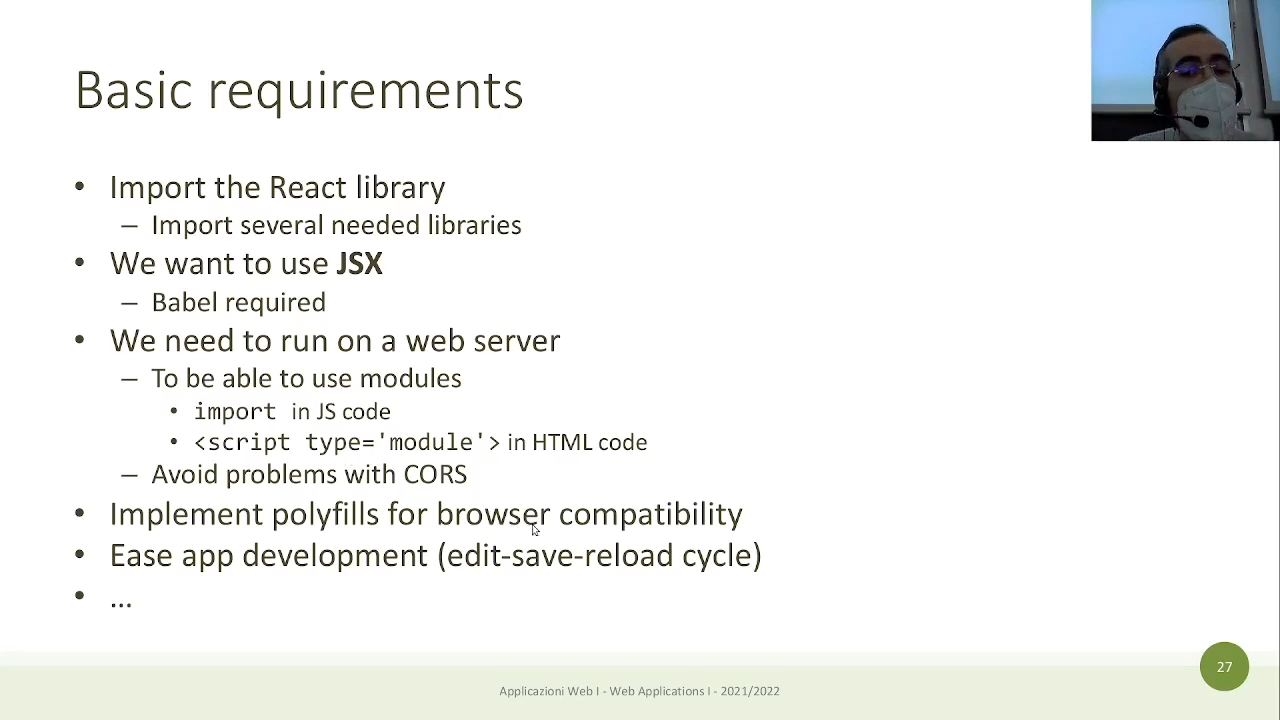 Basic requirements
• Import the React library
– Import several needed libraries
• We want to use JSX
– Babel required
• We need to run on a web server
– To be able to use modules
• import in JS code
• <script type='module'> in HTML code
– Avoid problems with CORS
• Implement polyfills for browser compatibility
• Ease app development (edit-save-reload cycle)
• ...
27
Applicazioni Web I - Web Applications I - 2021/2022